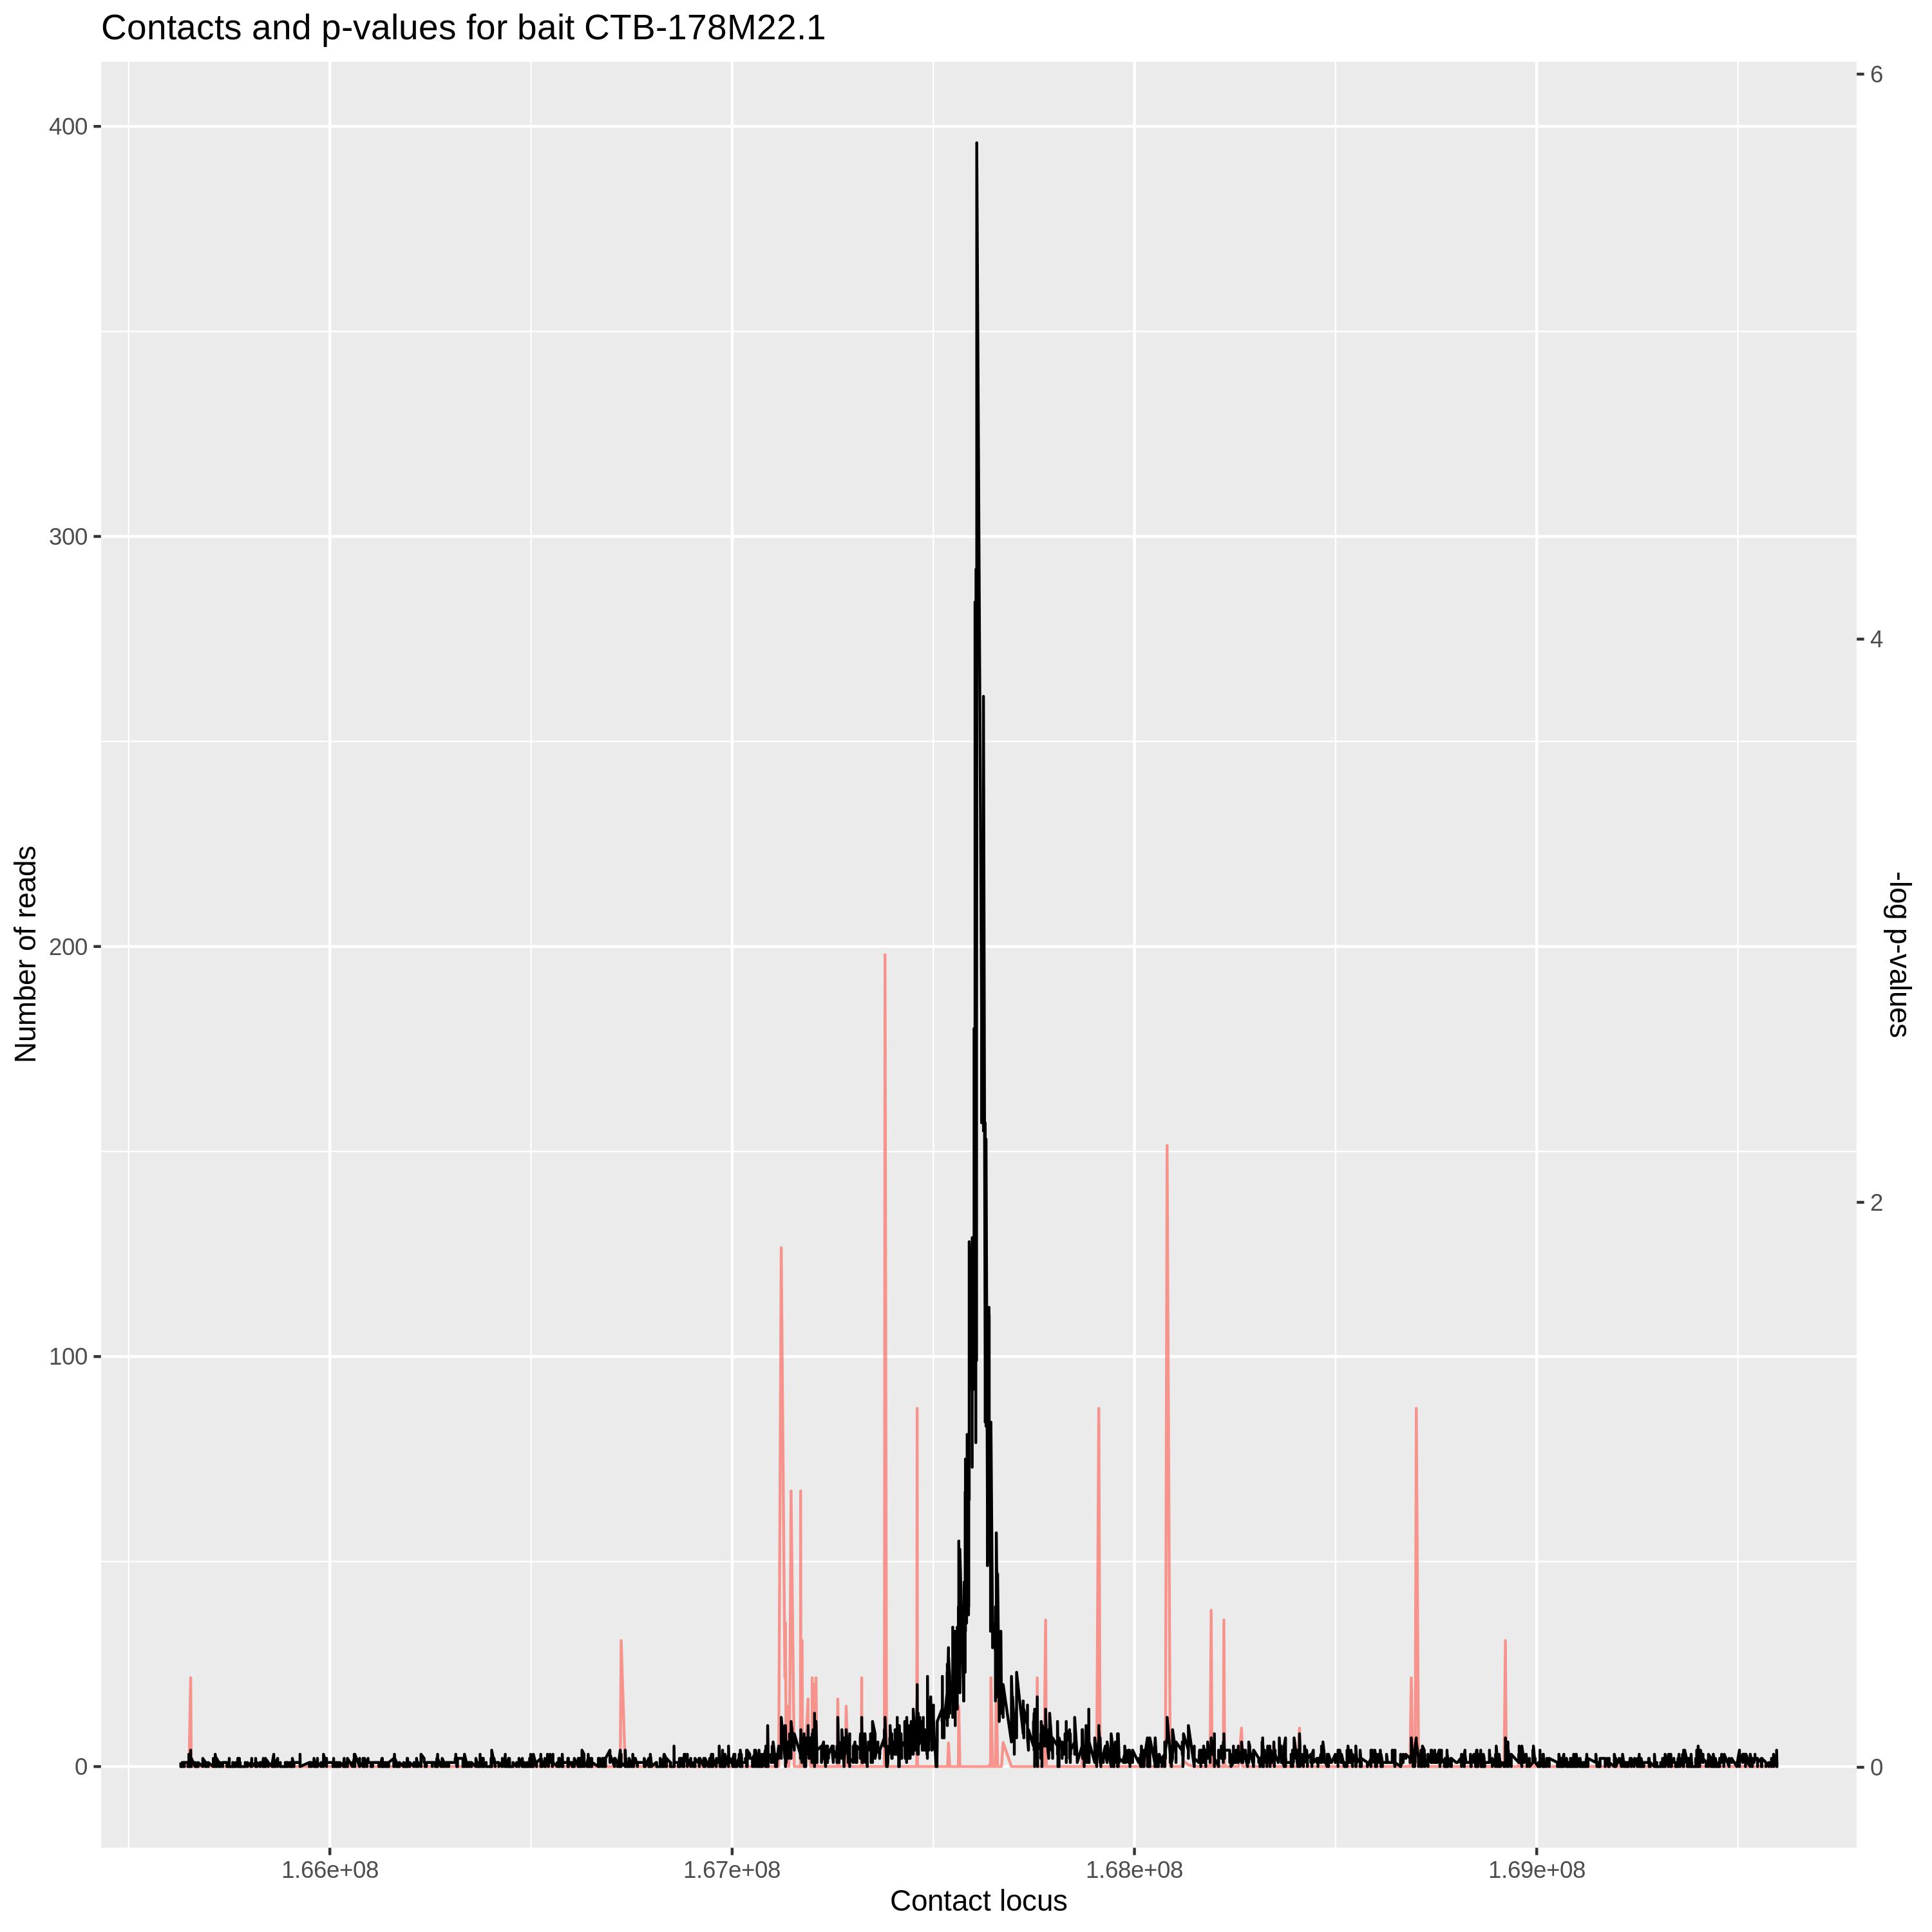 Contacts and p-values for bait CTB-178M22.1
400
300
200
100
0
6
4
2
0
Number of reads
-log p-values
1.66e+08 1.67e+08 1.68e+08 1.69e+08
Contact locus